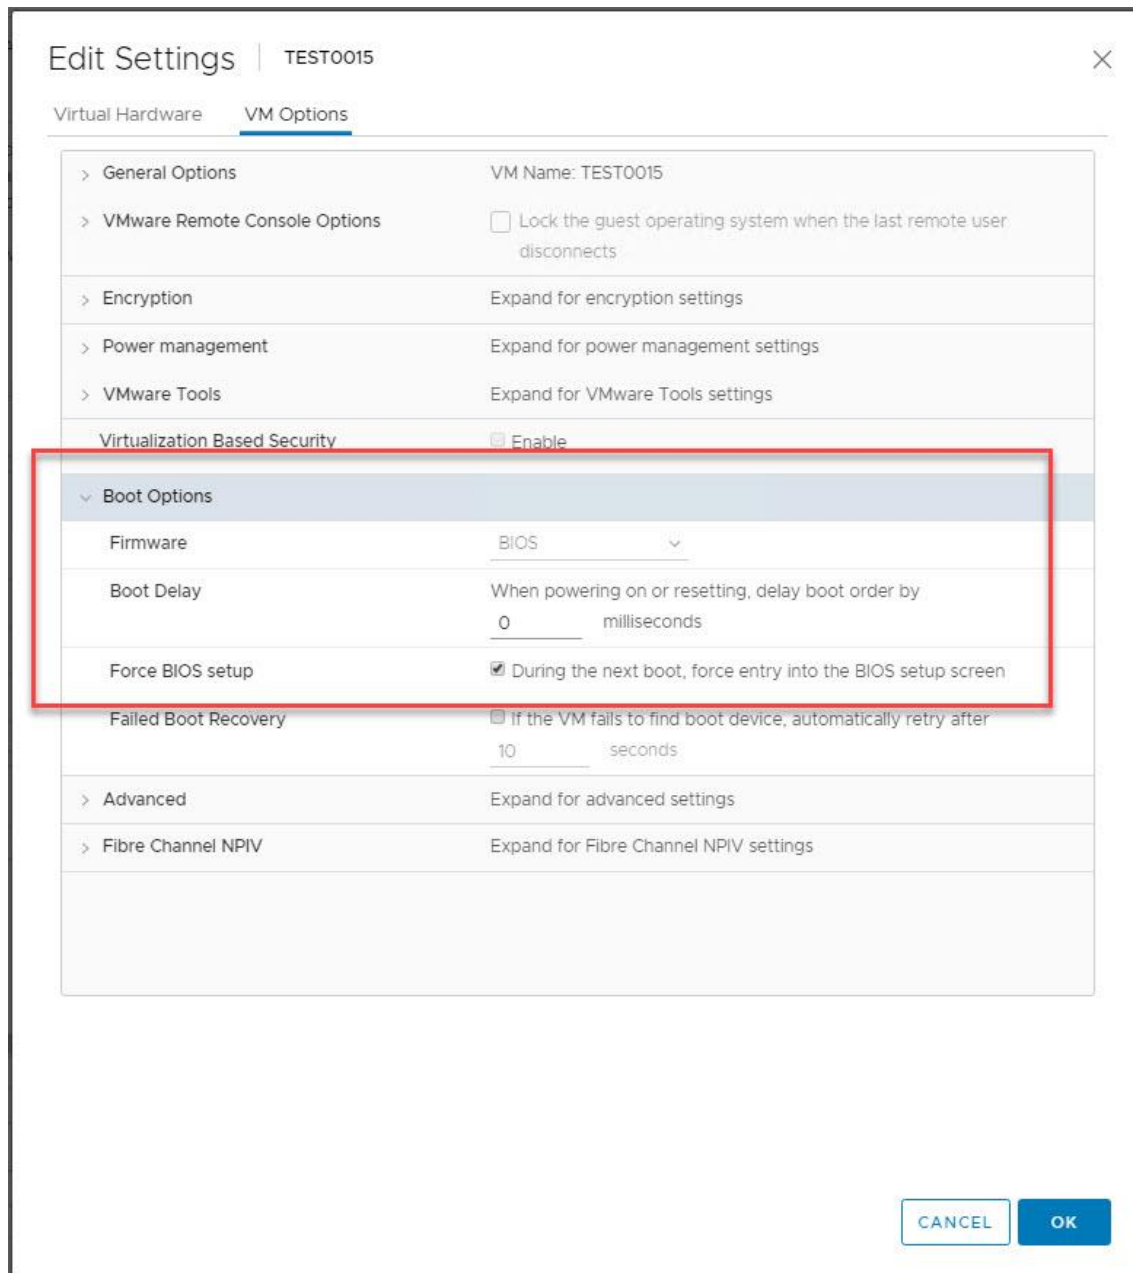 Edit Settings TEST0015
Virtual Hardware VM Options
General Options VM Name: TEST0015
VMware Remote Console Options Lock the guest operating system when the last remote user
disconnects
Encryption Expand for encryption settings
Power management Expand for power management settings
VMware Tools Expand for VMware Tools settings
Virtualization Based Security Enable
Boot Options
Firmware BIOS
Boot Delay When powering on or resetting, delay boot order by
0 milliseconds
Force BIOS setup During the next boot, force entry into the BIOS setup screen
Failed Boot Recovery If the VM fails to find boot device, automatically retry after
10 seconds
Advanced Expand for advanced settings
Fibre Channel NPIV Expand for Fibre Channel NPIV settings
CANCEL OK